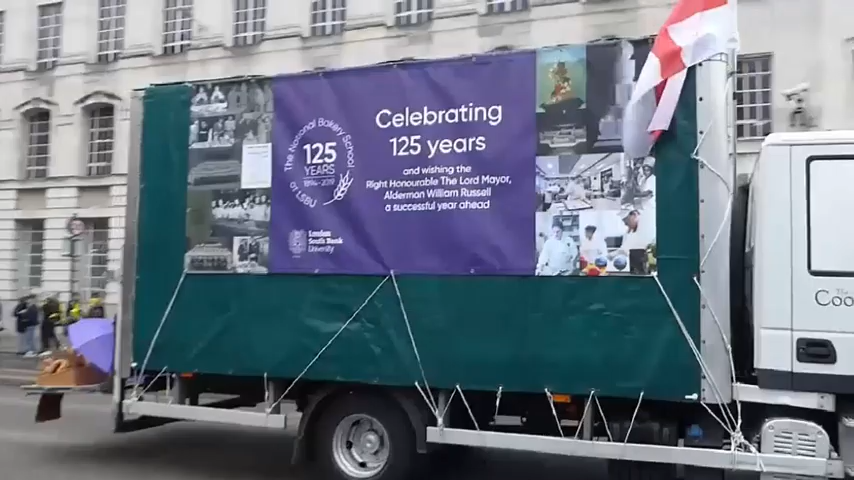 The National Bakery School
125
YEARS
1894-2019
at LSBU
London
South Bank
University
Celebrating
125 years
and wishing the
Right Honourable The Lord Mayor,
Alderman William Russell
a successful year ahead
The